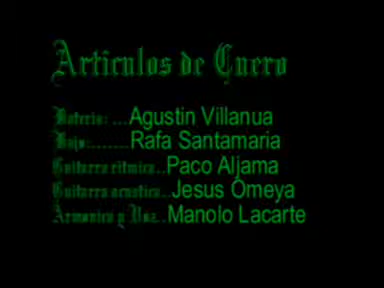 Articulos de Cuero
Bateria: ...Agustin Villanua
Bajo:.......Rafa Santamaria
Guitarra ritmica..Paco Aljama
Guitarra acustica..Jesus Omeya
Armonica y Voz..Manolo Lacarte